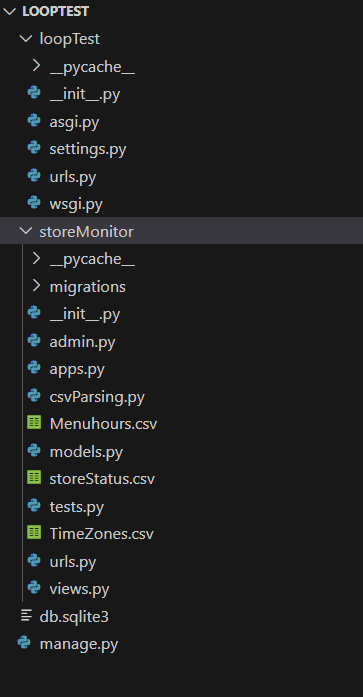 LOOPTEST
loopTest
__pycache__
__init__.py
asgi.py
settings.py
urls.py
wsgi.py
storeMonitor
__pycache__
migrations
__init__.py
admin.py
apps.py
csvParsing.py
Menuhours.csv
models.py
storeStatus.csv
tests.py
TimeZones.csv
urls.py
views.py
db.sqlite3
manage.py